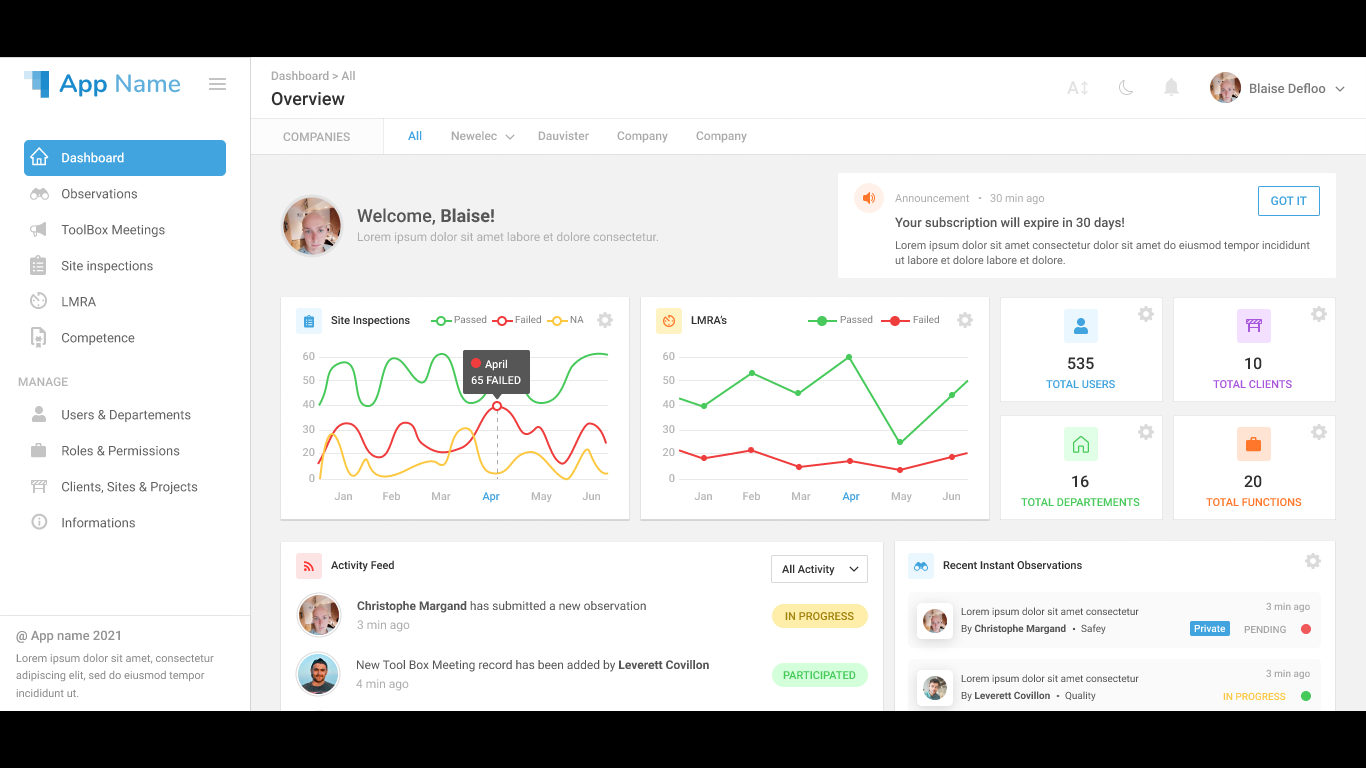 App Name
Dashboard > All
Overview
A
Blaise Defloo
COMPANIES
All
Newelec
Dauvister
Company
Company
Dashboard
Observations
ToolBox Meetings
Site inspections
LMRA
Competence
MANAGE
Users & Departements
Roles & Permissions
Clients, Sites & Projects
Informations
@ App name 2021
Lorem ipsum dolor sit amet, consectetur
adipiscing elit, sed do eiusmod tempor
incididunt ut.
Welcome, Blaise!
Lorem ipsum dolor sit amet labore et dolore consectetur.
Announcement • 30 min ago
GOT IT
Your subscription will expire in 30 days!
Lorem ipsum dolor sit amet consectetur dolor sit amet do eiusmod tempor incididunt
ut labore et dolore labore et dolore.
Site Inspections
Passed
Failed
NA
60
50
40
30
20
0
April
65 FAILED
Jan
Feb
Mar
Apr
May
Jun
LMRA's
Passed
Failed
60
50
40
30
20
0
Jan
Feb
Mar
Apr
May
Jun
535
TOTAL USERS
10
TOTAL CLIENTS
16
TOTAL DEPARTEMENTS
20
TOTAL FUNCTIONS
Activity Feed
All Activity
Christophe Margand has submitted a new observation
3 min ago
IN PROGRESS
New Tool Box Meeting record has been added by Leverett Covillon
4 min ago
PARTICIPATED
Recent Instant Observations
Lorem ipsum dolor sit amet consectetur
3 min ago
By Christophe Margand • Safey
Private
PENDING
Lorem ipsum dolor sit amet consectetur
3 min ago
By Leverett Covillon • Quality
IN PROGRESS